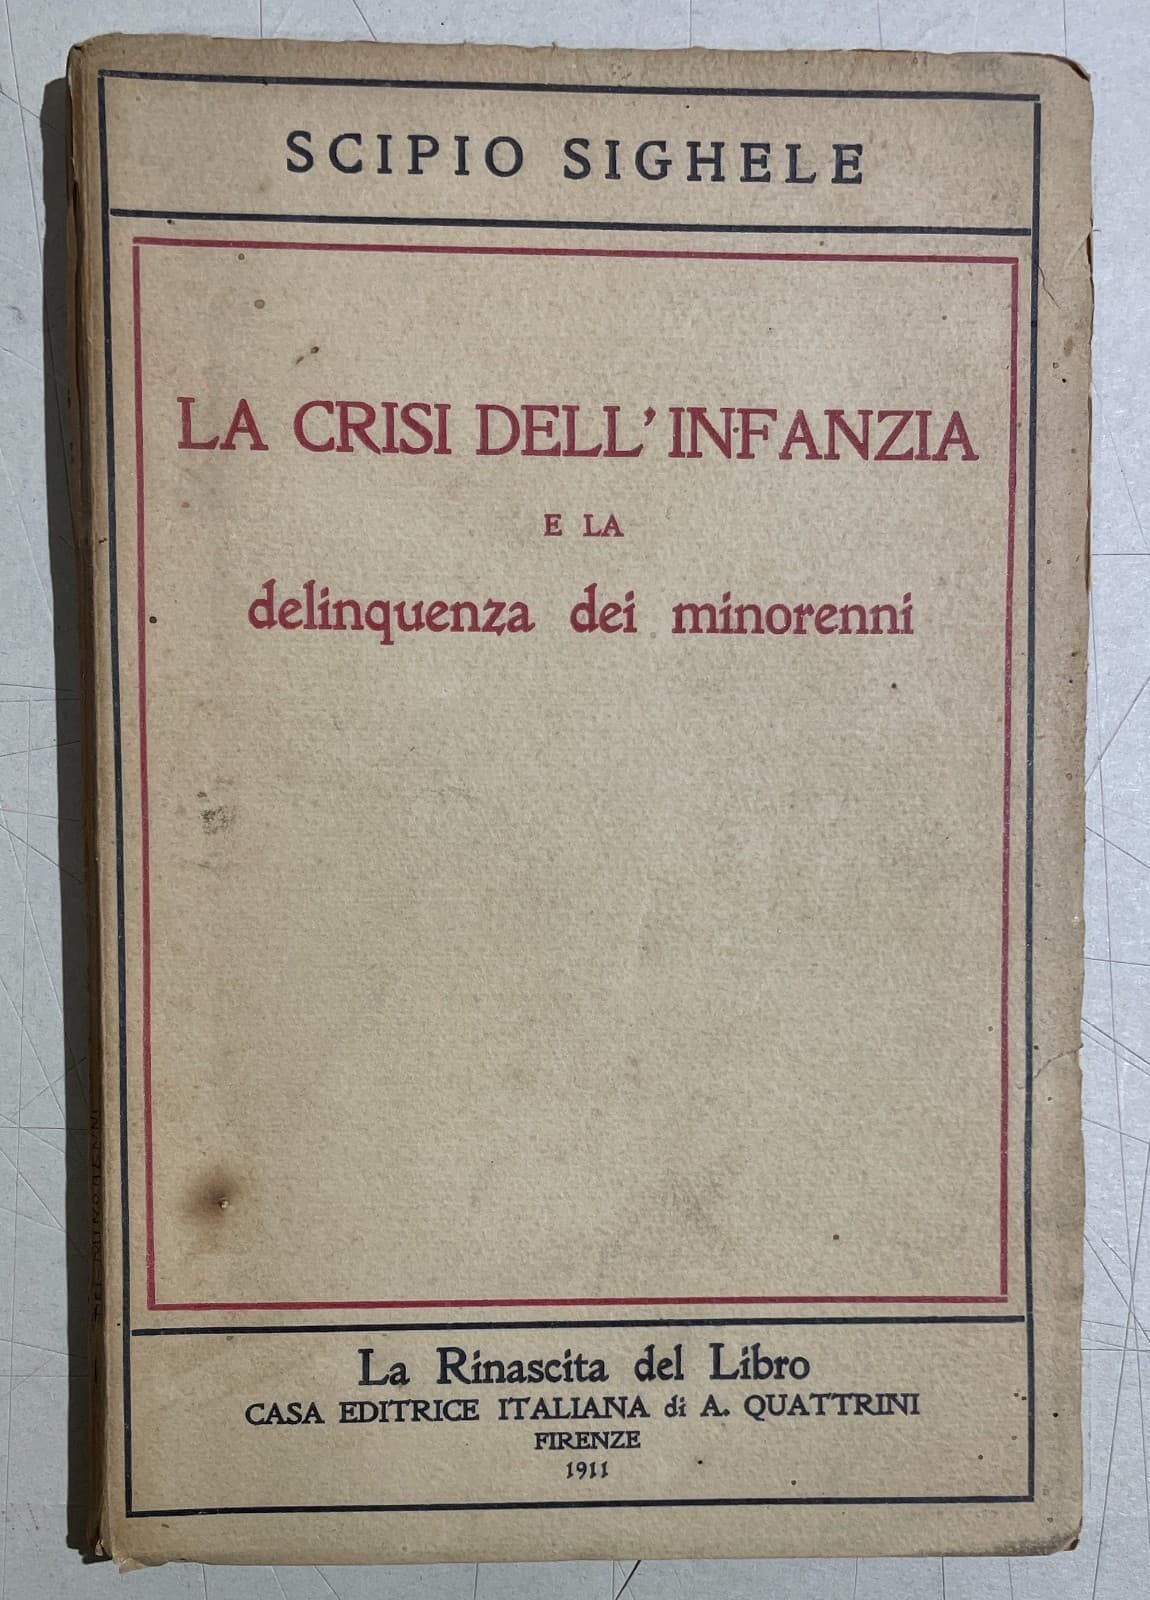 SCIPIO SIGHELE
LA CRISI DELL'INFANZIA
E LA
delinquenza dei minorenni
La Rinascita del Libro
CASA EDITRICE ITALIANA di A. QUATTRINI
FIRENZE
1911